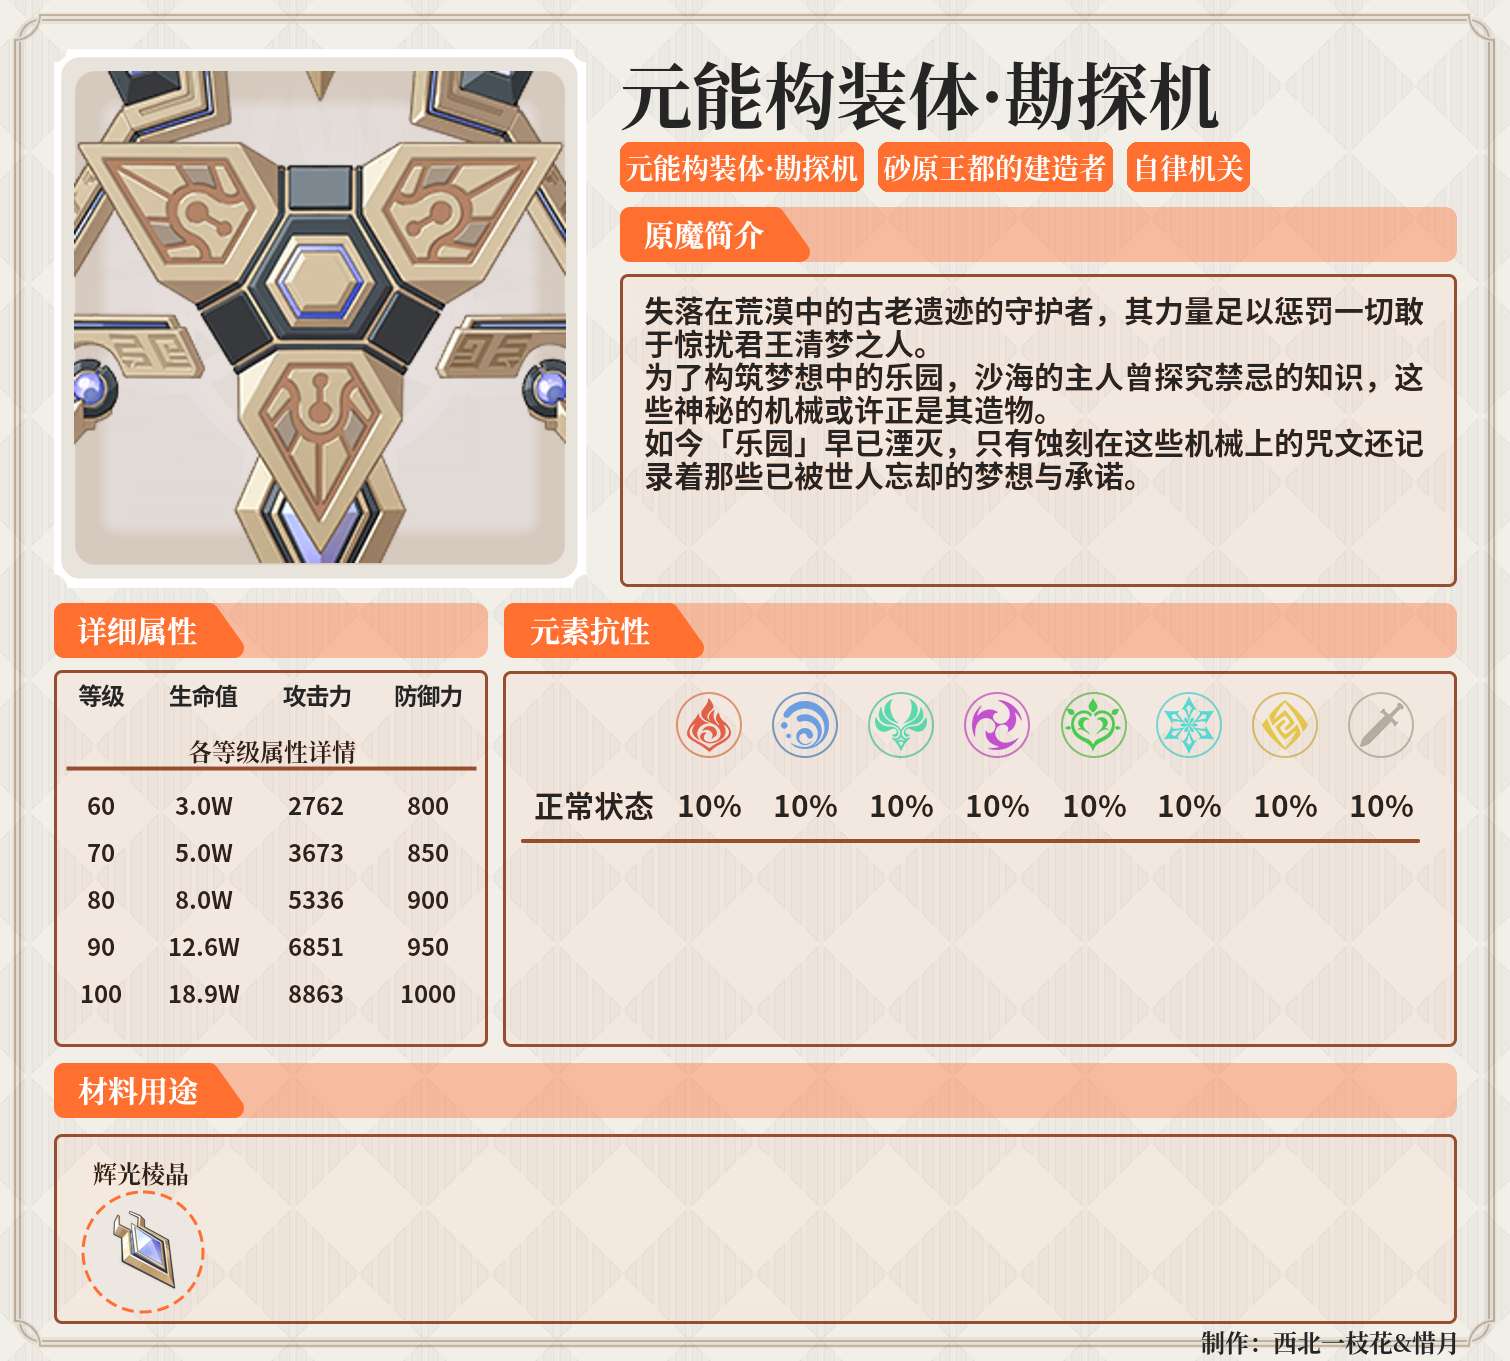 元能构装体·勘探机
元能构装体·勘探机 砂原王都的建造者 自律机关
原魔简介
失落在荒漠中的古老遗迹的守护者，其力量足以惩罚一切敢
于惊扰君王清梦之人。
为了构筑梦想中的乐园，沙海的主人曾探究禁忌的知识，这
些神秘的机械或许正是其造物。
如今「乐园」早已湮灭，只有蚀刻在这些机械上的咒文还记
录着那些已被世人忘却的梦想与承诺。
详细属性
等级 生命值 攻击力 防御力
各等级属性详情
60 3.0W 2762 800
70 5.0W 3673 850
80 8.0W 5336 900
90 12.6W 6851 950
100 18.9W 8863 1000
元素抗性
正常状态 10% 10% 10% 10% 10% 10% 10% 10%
材料用途
辉光棱晶
制作：西北一枝花&惜月